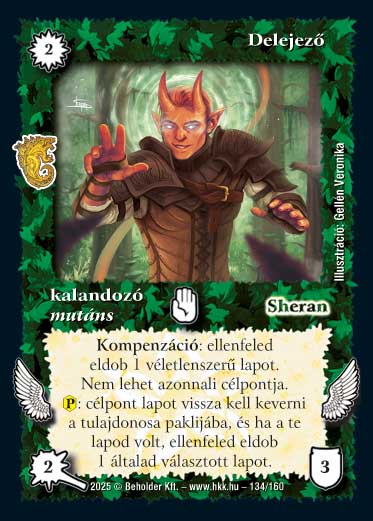 2
Delejező
Illusztráció: Gellén Veronika
kalandozó
mutáns
Sheran
Kompenzáció: ellenfeled
eldob 1 véletlenszerű lapot.
Nem lehet azonnali célpontja.
P: célpont lapot vissza kell keverni
a tulajdonosa paklijába, és ha a te
lapod volt, ellenfeled eldob
1 általad választott lapot.
2
3
2025 © Beholder Kft. – www.hkk.hu – 134/160